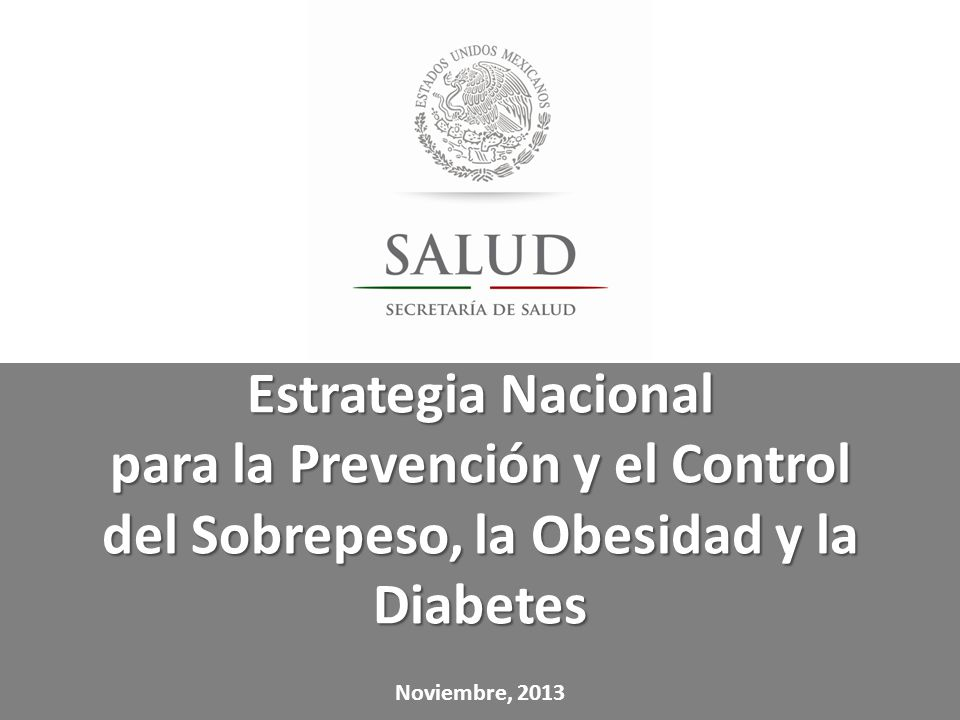 ESTADOS UNIDOS MEXICANOS
SALUD
SECRETARÍA DE SALUD
Estrategia Nacional
para la Prevención y el Control
del Sobrepeso, la Obesidad y la
Diabetes
Noviembre, 2013